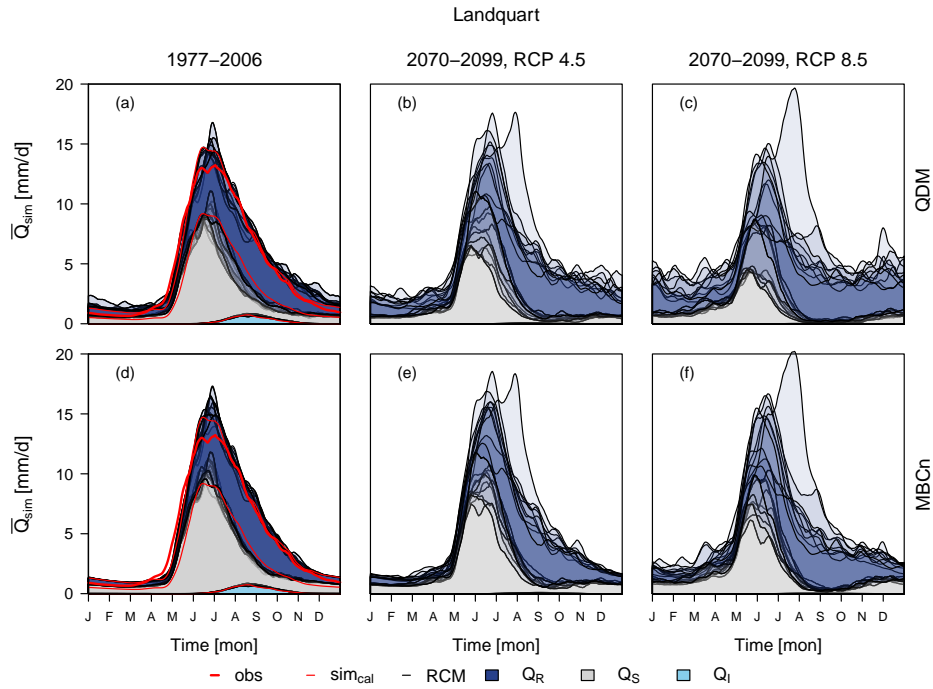 Landquart
1977–2006 2070–2099, RCP 4.5 2070–2099, RCP 8.5
20
15
10
5
0
Q̅sim [mm/d]
(a) (b) (c)
QDM
20
15
10
5
0
Q̅sim [mm/d]
(d) (e) (f)
MBCn
J F M A M J J A S O N D J F M A M J J A S O N D J F M A M J J A S O N D
Time [mon] Time [mon] Time [mon]
obs simcal RCM QR QS QI